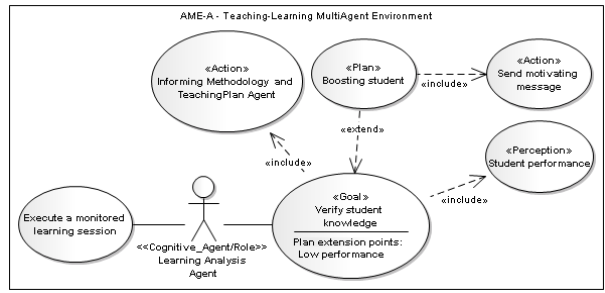 AME-A - Teaching-Learning MultiAgent Environment
«Action»
Informing Methodology and
TeachingPlan Agent
«Plan»
Boosting student
«include»
«Action»
Send motivating
message
«extend»
«include»
«Perception»
Student performance
«include»
Execute a monitored
learning session
<<Cognitive_Agent/Role>>
Learning Analysis
Agent
«Goal»
Verify student
knowledge
Plan extension points:
Low performance